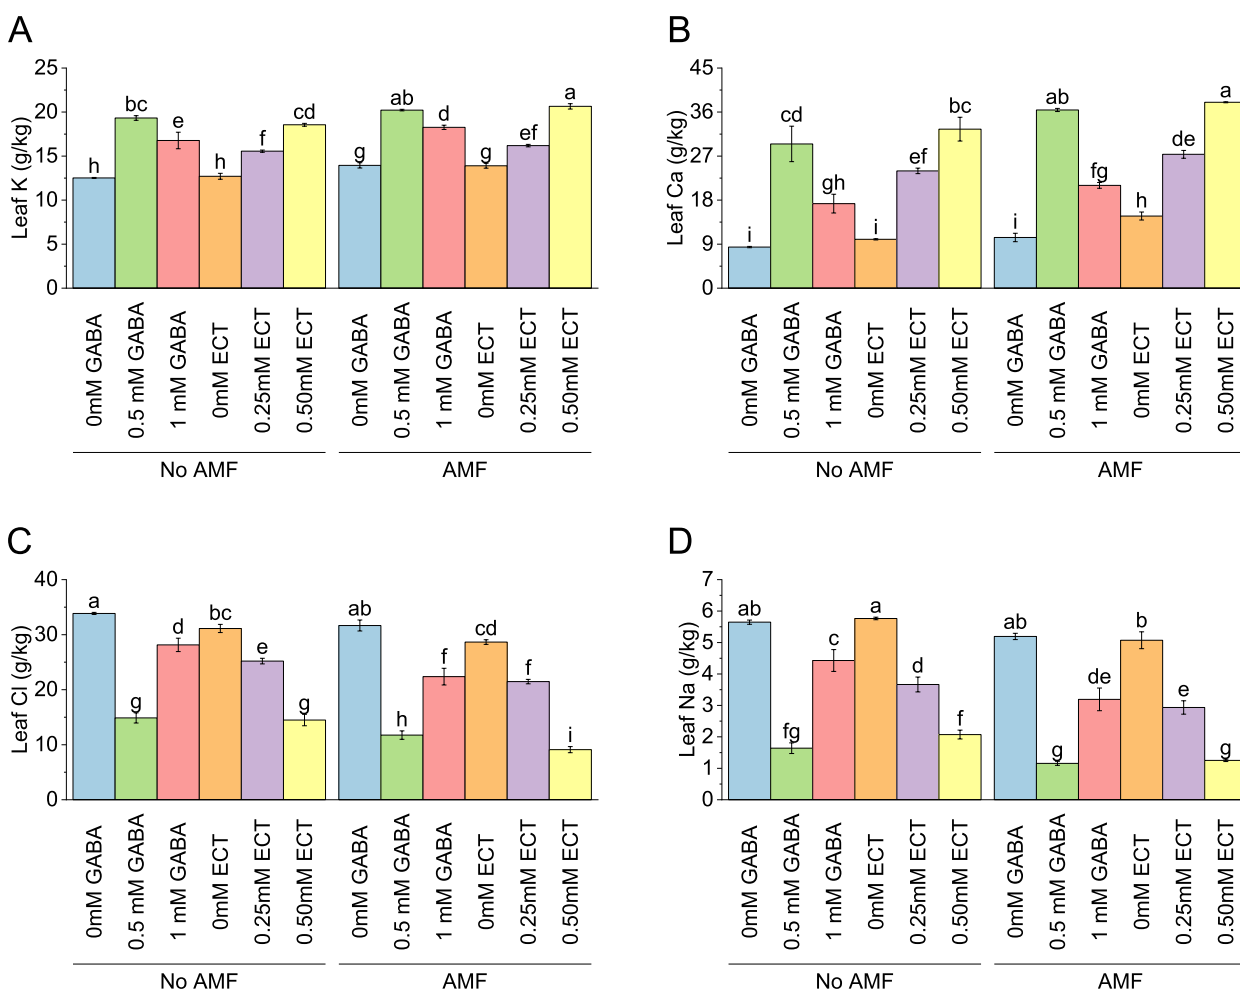 A
Leaf K (g/kg)
25
20
15
10
5
0
h
bc
e
h
f
cd
g
ab
d
g
ef
a
0mM GABA
0.5 mM GABA
1 mM GABA
0mM ECT
0.25mM ECT
0.50mM ECT
0mM GABA
0.5 mM GABA
1 mM GABA
0mM ECT
0.25mM ECT
0.50mM ECT
No AMF
AMF
B
Leaf Ca (g/kg)
45
36
27
18
9
0
i
cd
gh
i
ef
bc
i
ab
fg
h
de
a
0mM GABA
0.5 mM GABA
1 mM GABA
0mM ECT
0.25mM ECT
0.50mM ECT
0mM GABA
0.5 mM GABA
1 mM GABA
0mM ECT
0.25mM ECT
0.50mM ECT
No AMF
AMF
C
Leaf Cl (g/kg)
40
30
20
10
0
a
g
d
bc
e
g
ab
h
f
cd
f
i
0mM GABA
0.5 mM GABA
1 mM GABA
0mM ECT
0.25mM ECT
0.50mM ECT
0mM GABA
0.5 mM GABA
1 mM GABA
0mM ECT
0.25mM ECT
0.50mM ECT
No AMF
AMF
D
Leaf Na (g/kg)
7
6
5
4
3
2
1
0
ab
fg
c
a
d
f
ab
g
de
b
e
g
0mM GABA
0.5 mM GABA
1 mM GABA
0mM ECT
0.25mM ECT
0.50mM ECT
0mM GABA
0.5 mM GABA
1 mM GABA
0mM ECT
0.25mM ECT
0.50mM ECT
No AMF
AMF